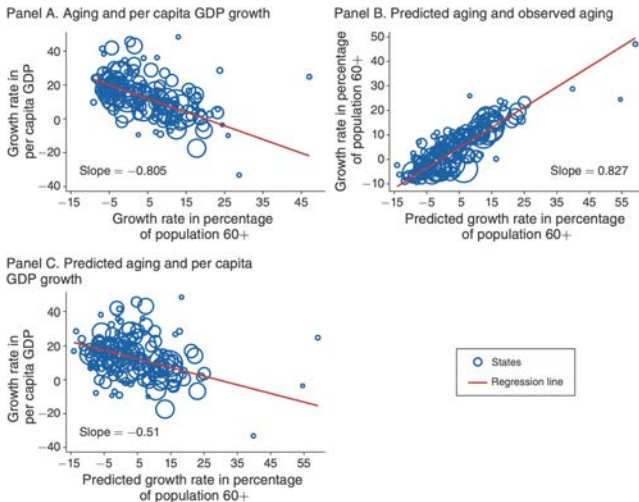 Panel A. Aging and per capita GDP growth
Growth rate in
per capita GDP
40
20
0
−20
−40
Slope = −0.805
−15
−5
5
15
25
35
45
Growth rate in percentage
of population 60+
Panel B. Predicted aging and observed aging
Growth rate in percentage
of population 60+
50
40
30
20
10
0
−10
Slope = 0.827
−15
−5
5
15
25
35
45
55
Predicted growth rate in percentage
of population 60+
Panel C. Predicted aging and per capita
GDP growth
Growth rate in
per capita GDP
40
20
0
−20
40
Slope = −0.51
−15
−5
5
15
25
35
45
55
Predicted growth rate in percentage
of population 60+
States
Regression line